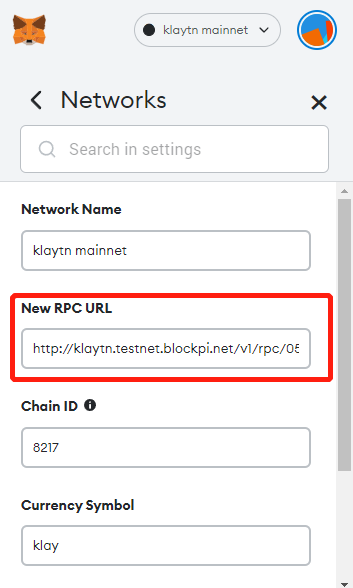 klaytn mainnet
Networks
Search in settings
Network Name
klaytn mainnet
New RPC URL
http://klaytn.testnet.blockpi.net/v1/rpc/05
Chain ID
8217
Currency Symbol
klay